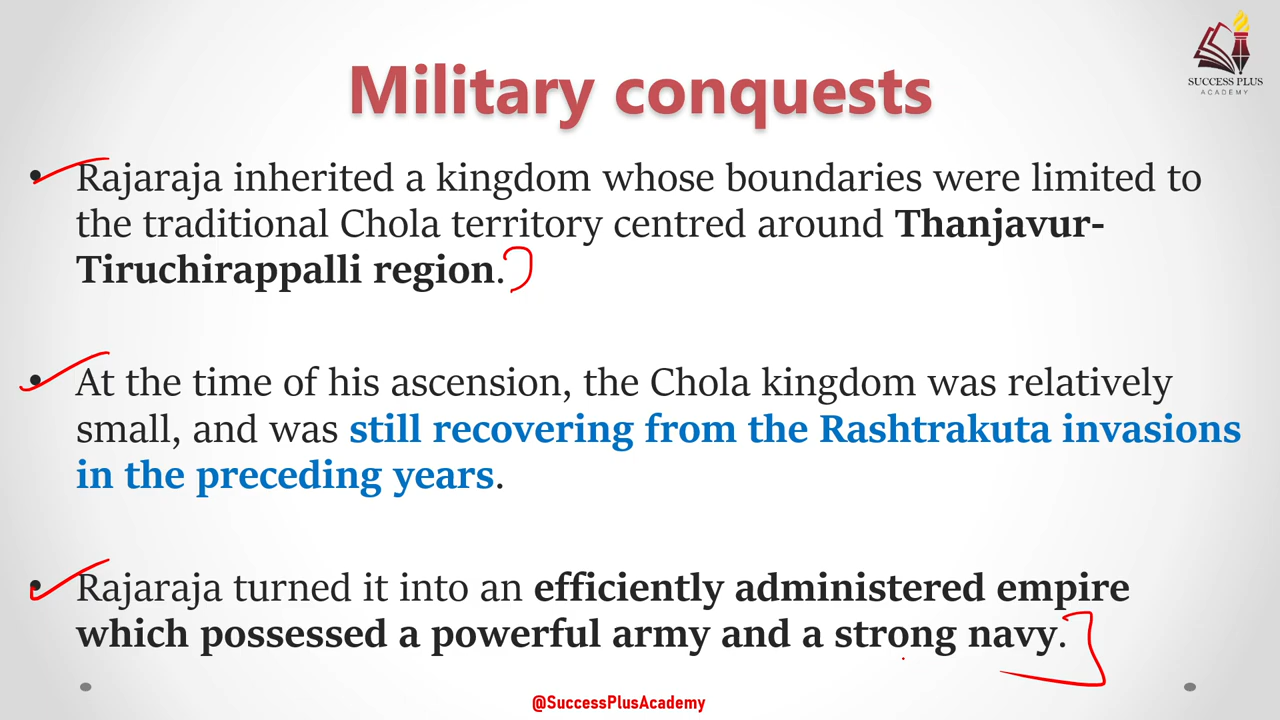 SUCCESS PLUS
ACADEMY
Military conquests
• Rajaraja inherited a kingdom whose boundaries were limited to
the traditional Chola territory centred around Thanjavur-
Tiruchirappalli region.
• At the time of his ascension, the Chola kingdom was relatively
small, and was still recovering from the Rashtrakuta invasions
in the preceding years.
• Rajaraja turned it into an efficiently administered empire
which possessed a powerful army and a strong navy.
@SuccessPlusAcademy